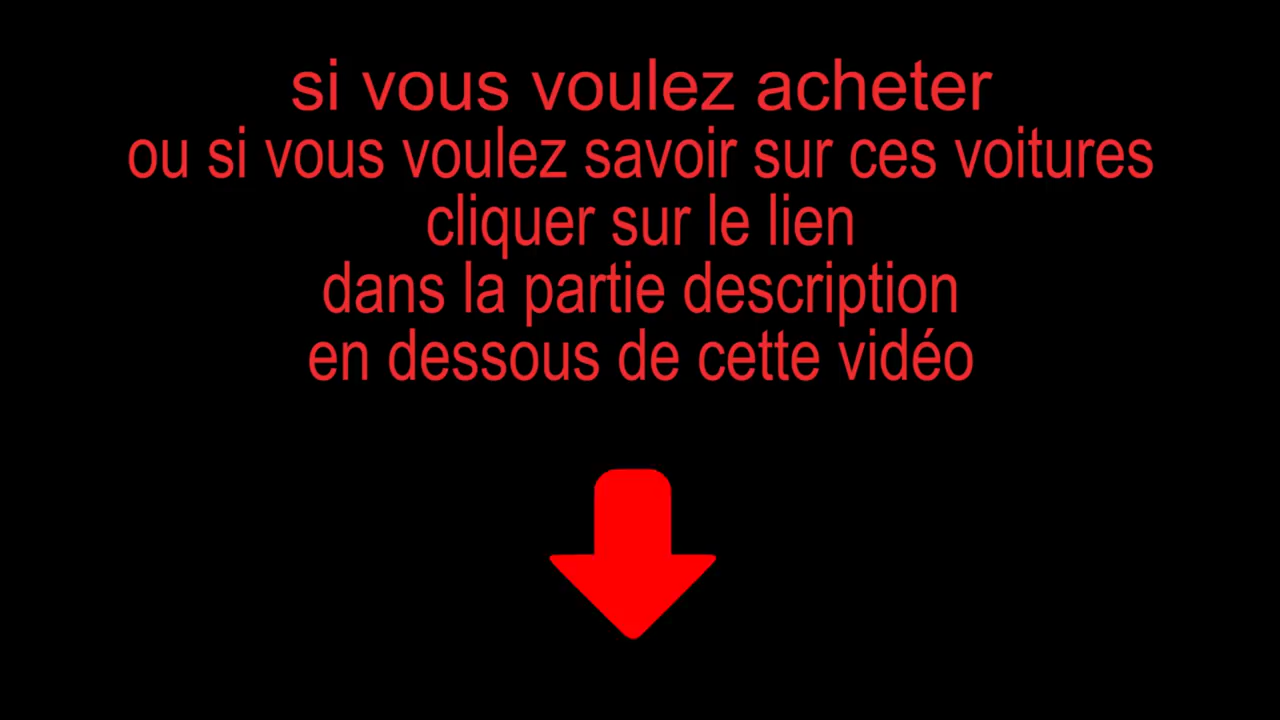 si vous voulez acheter
ou si vous voulez savoir sur ces voitures
cliquer sur le lien
dans la partie description
en dessous de cette vidéo